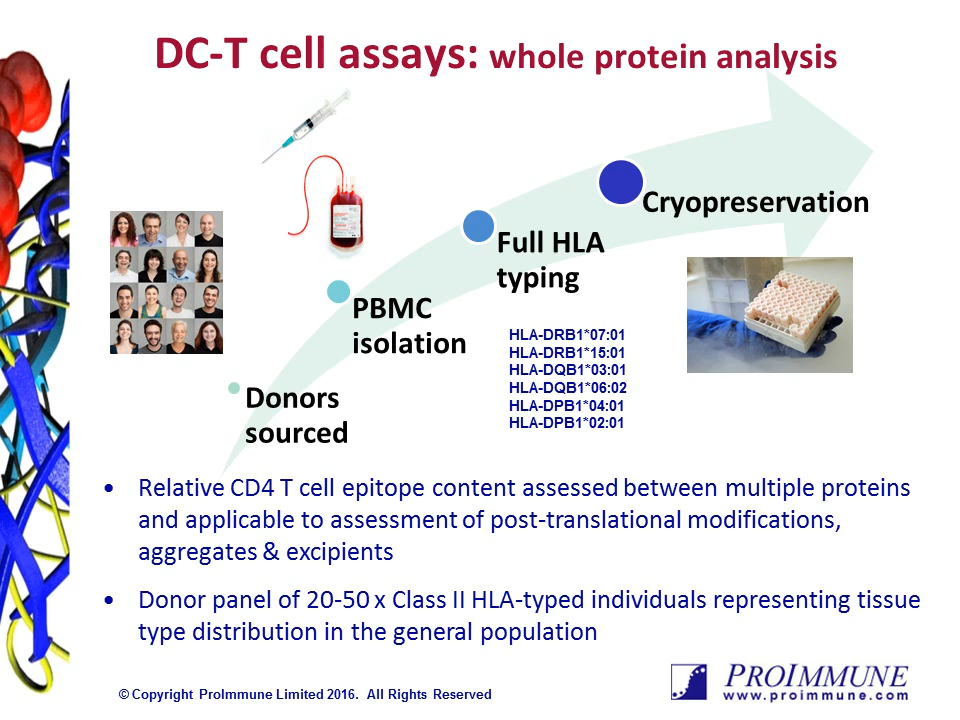 DC-T cell assays: whole protein analysis
Cryopreservation
Full HLA
typing
PBMC
isolation
HLA-DRB1*07:01
HLA-DRB1*15:01
HLA-DQB1*03:01
HLA-DQB1*06:02
HLA-DPB1*04:01
HLA-DPB1*02:01
Donors
sourced
• Relative CD4 T cell epitope content assessed between multiple proteins
and applicable to assessment of post-translational modifications,
aggregates & excipients
• Donor panel of 20-50 x Class II HLA-typed individuals representing tissue
type distribution in the general population
© Copyright ProImmune Limited 2016. All Rights Reserved
PROIMMUNE
www.proimmune.com